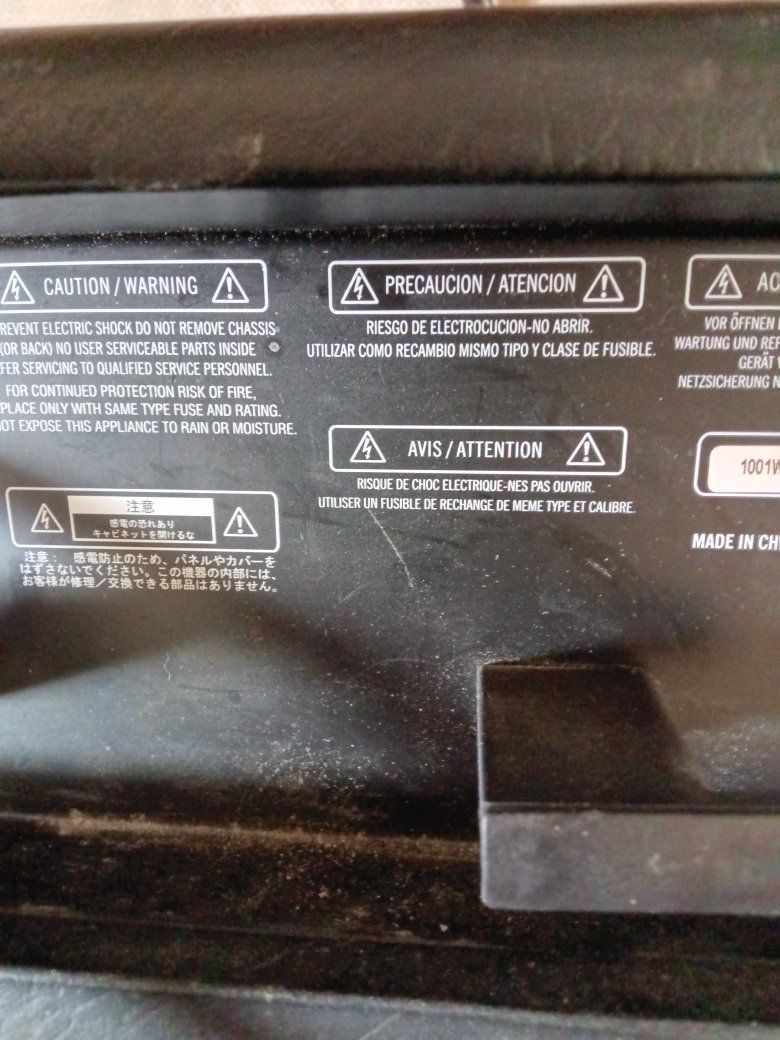 CAUTION / WARNING
REVENT ELECTRIC SHOCK DO NOT REMOVE CHASSIS
(OR BACK) NO USER SERVICEABLE PARTS INSIDE
FER SERVICING TO QUALIFIED SERVICE PERSONNEL.
FOR CONTINUED PROTECTION RISK OF FIRE,
PLACE ONLY WITH SAME TYPE FUSE AND RATING.
NOT EXPOSE THIS APPLIANCE TO RAIN OR MOISTURE.
注意
感電の恐れあり
キャビネットを開けるな
注意： 感電防止のため、パネルやカバーを
はずさないでください。この機器の内部には、
お客様が修理／交換できる部品はありません。
PRECAUCION / ATENCION
RIESGO DE ELECTROCUCION-NO ABRIR.
UTILIZAR COMO RECAMBIO MISMO TIPO Y CLASE DE FUSIBLE.
AVIS / ATTENTION
RISQUE DE CHOC ELECTRIQUE-NES PAS OUVRIR.
UTILISER UN FUSIBLE DE RECHANGE DE MEME TYPE ET CALIBRE.
AC
VOR ÖFFNEN
WARTUNG UND REP
GERÄT
NETZSICHERUNG N
1001W
MADE IN CHI